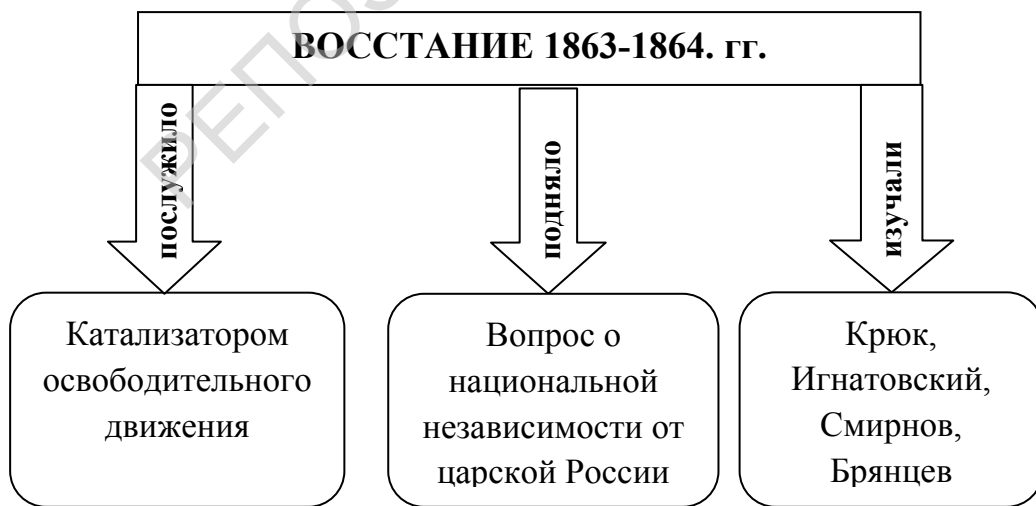 ВОССТАНИЕ 1863-1864. гг.
послужило
подняло
изучали
Катализатором
освободительного
движения
Вопрос о
национальной
независимости от
царской России
Крюк,
Игнатовский,
Смирнов,
Брянцев